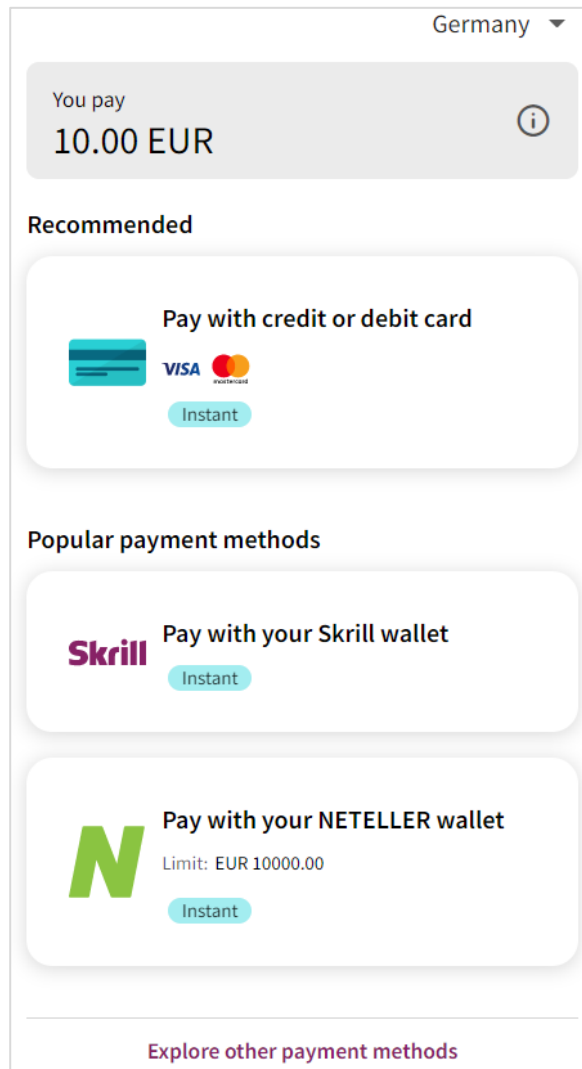 Germany
You pay
10.00 EUR
Recommended
Pay with credit or debit card
VISA mastercard
Instant
Popular payment methods
Skrill
Pay with your Skrill wallet
Instant
N
Pay with your NETELLER wallet
Limit: EUR 10000.00
Instant
Explore other payment methods